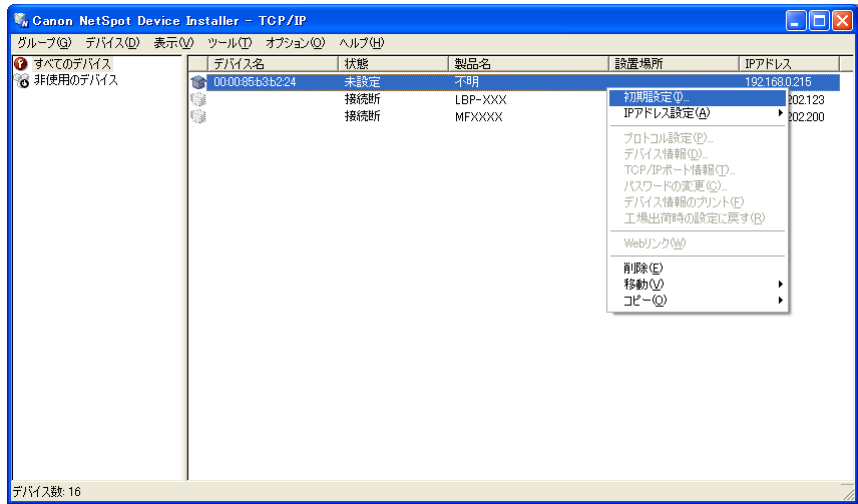 Canon NetSpot Device Installer - TCP/IP
グループ(G) デバイス(D) 表示(V) ツール(T) オプション(O) ヘルプ(H)
すべてのデバイス
非使用のデバイス
デバイス名 状態 製品名 設置場所 IPアドレス
00:00:85:b3:b2:24 未設定 不明 192.168.0.215
接続断 LBP-XXX 202.123
接続断 MFXXXX 202.200
初期設定(I)...
IPアドレス設定(A)
プロトコル設定(P)...
デバイス情報(D)...
TCP/IPポート情報(T)...
パスワードの変更(C)...
デバイス情報のプリント(F)
工場出荷時の設定に戻す(R)
Webリンク(W)
削除(E)
移動(V)
コピー(O)
デバイス数: 16